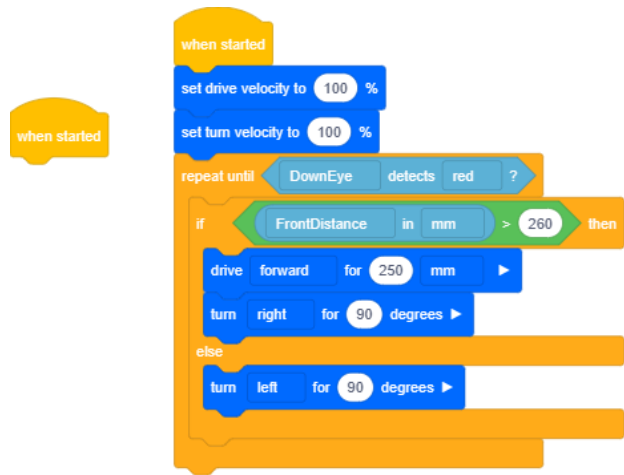 when started
when started
set drive velocity to 100 %
set turn velocity to 100 %
repeat until DownEye detects red ?
if FrontDistance in mm > 260 then
drive forward for 250 mm
turn right for 90 degrees
else
turn left for 90 degrees